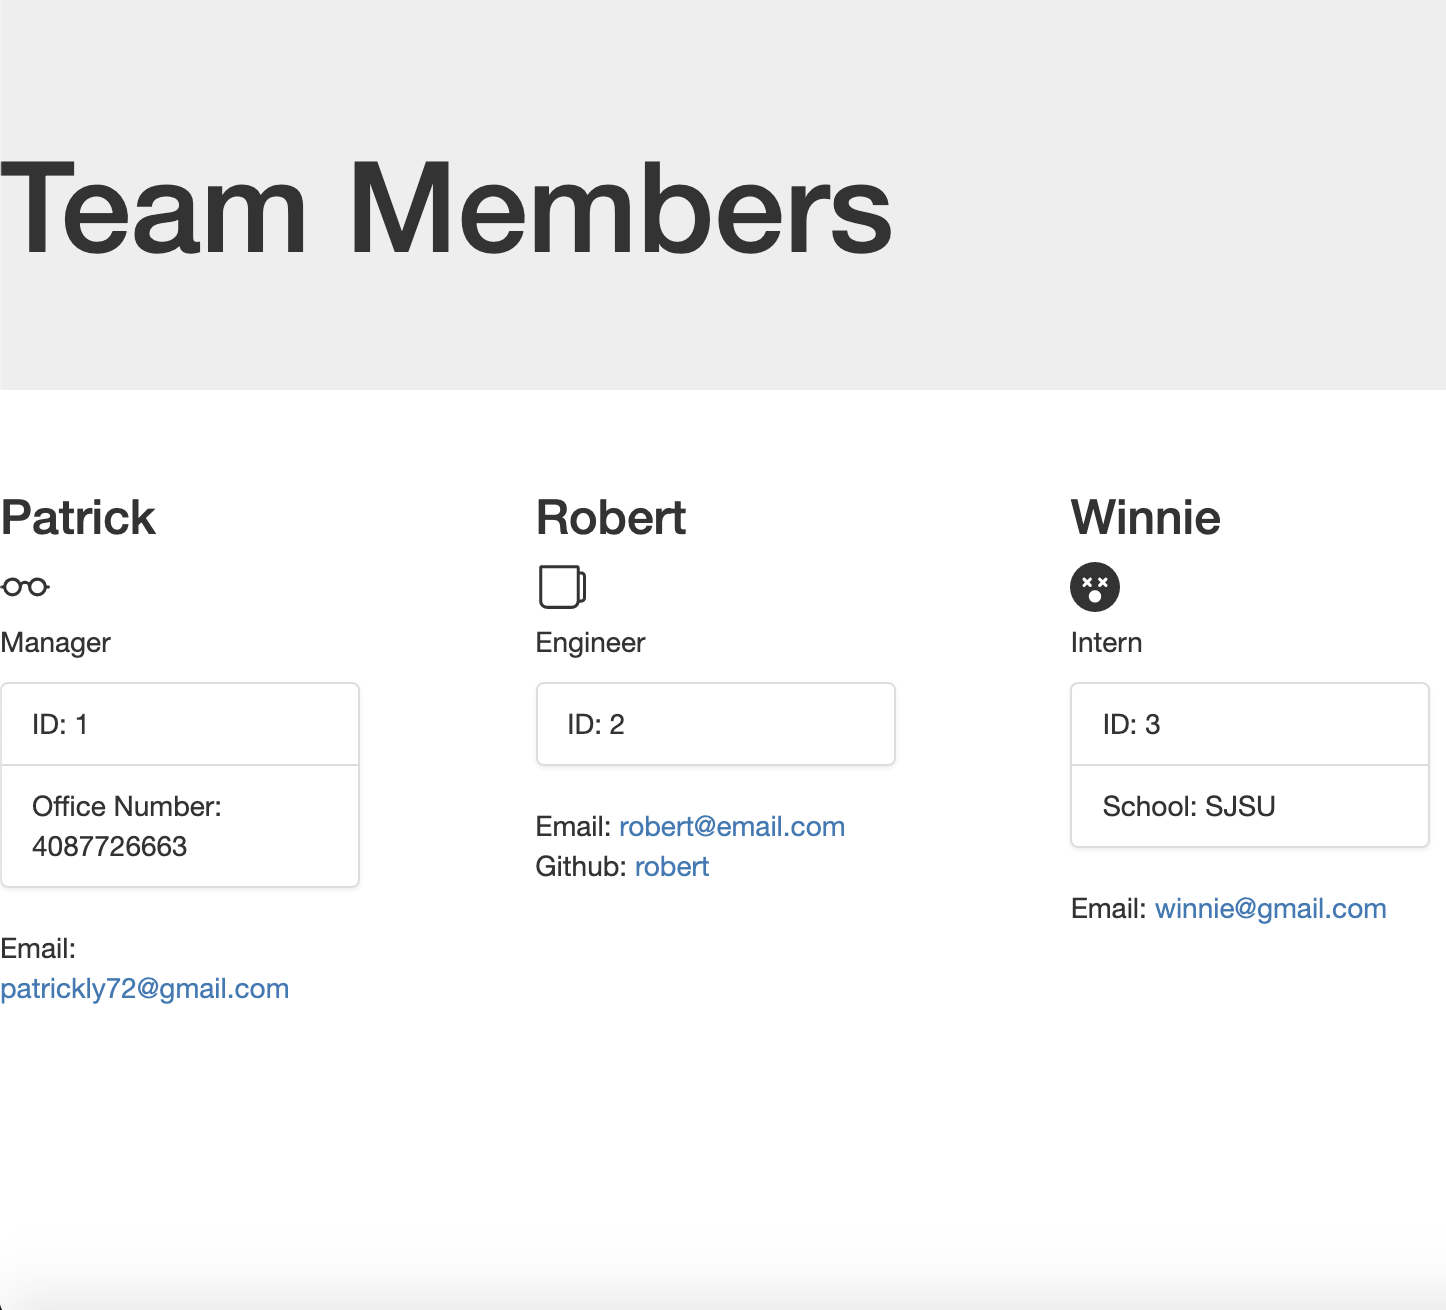 Team Members
Patrick
Manager
ID: 1
Office Number:
4087726663
Email:
patrickly72@gmail.com
Robert
Engineer
ID: 2
Email: robert@email.com
Github: robert
Winnie
Intern
ID: 3
School: SJSU
Email: winnie@gmail.com